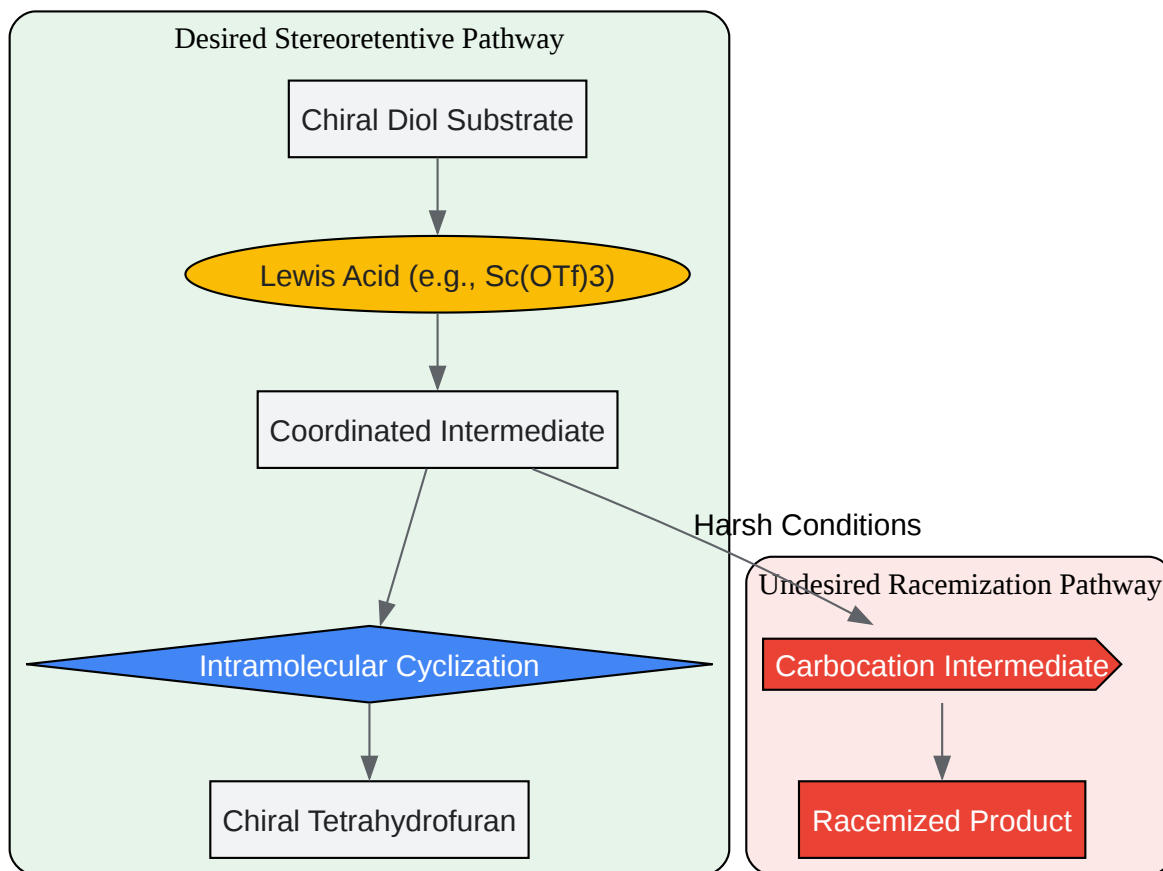 Desired Stereoretentive Pathway
Chiral Diol Substrate
Lewis Acid (e.g., Sc(OTf)3)
Coordinated Intermediate
Harsh Conditions
Undesired Racemization Pathway
Intramolecular Cyclization
Carbocation Intermediate
Chiral Tetrahydrofuran
Racemized Product